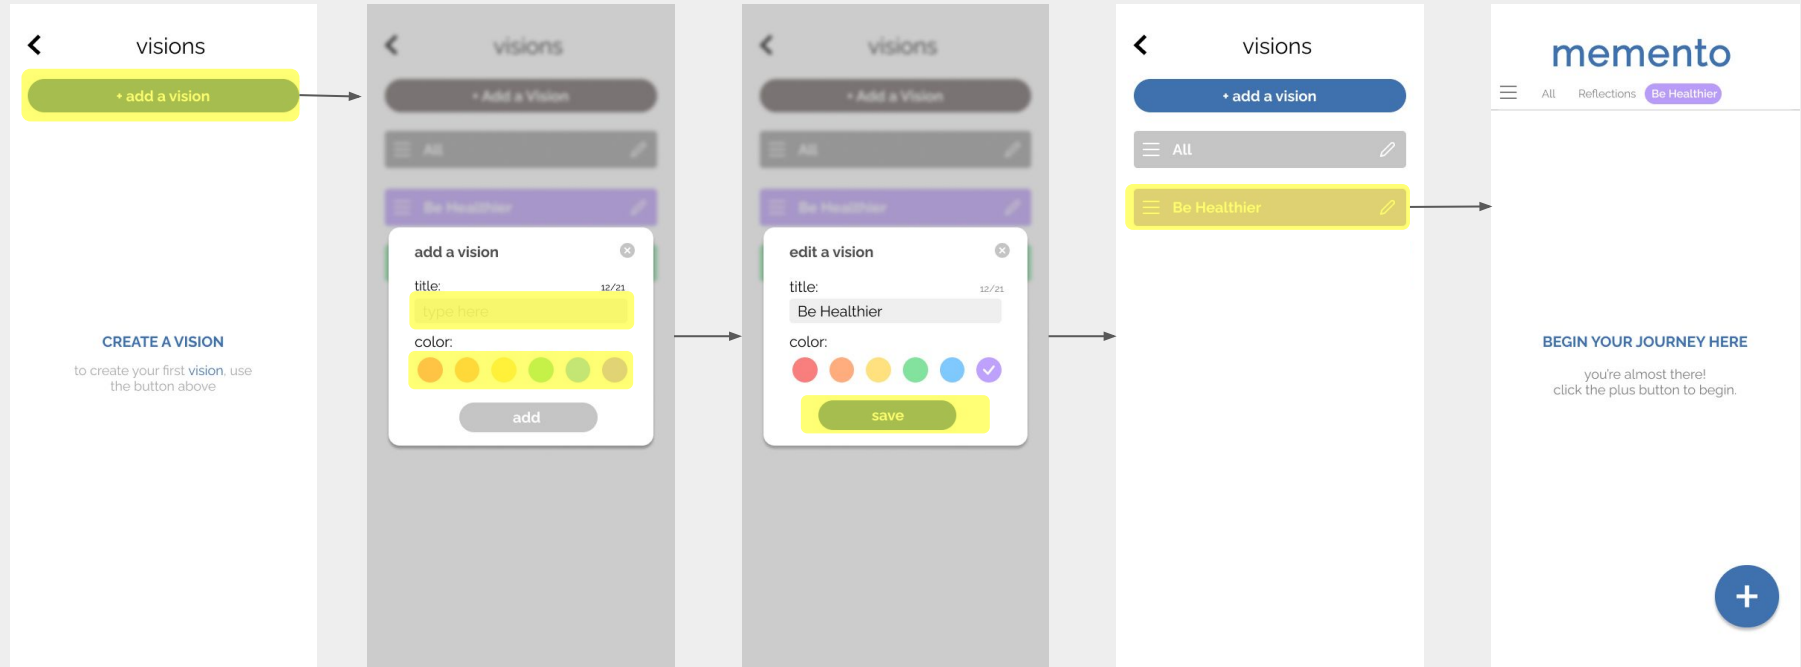 visions
+ add a vision
CREATE A VISION
to create your first vision, use
the button above
visions
+ Add a Vision
All
Be Healthier
add a vision
title:
12/21
type here
color:
add
visions
+ Add a Vision
All
Be Healthier
edit a vision
title:
12/21
Be Healthier
color:
save
visions
+ add a vision
All
Be Healthier
memento
All Reflections Be Healthier
BEGIN YOUR JOURNEY HERE
you're almost there!
click the plus button to begin.